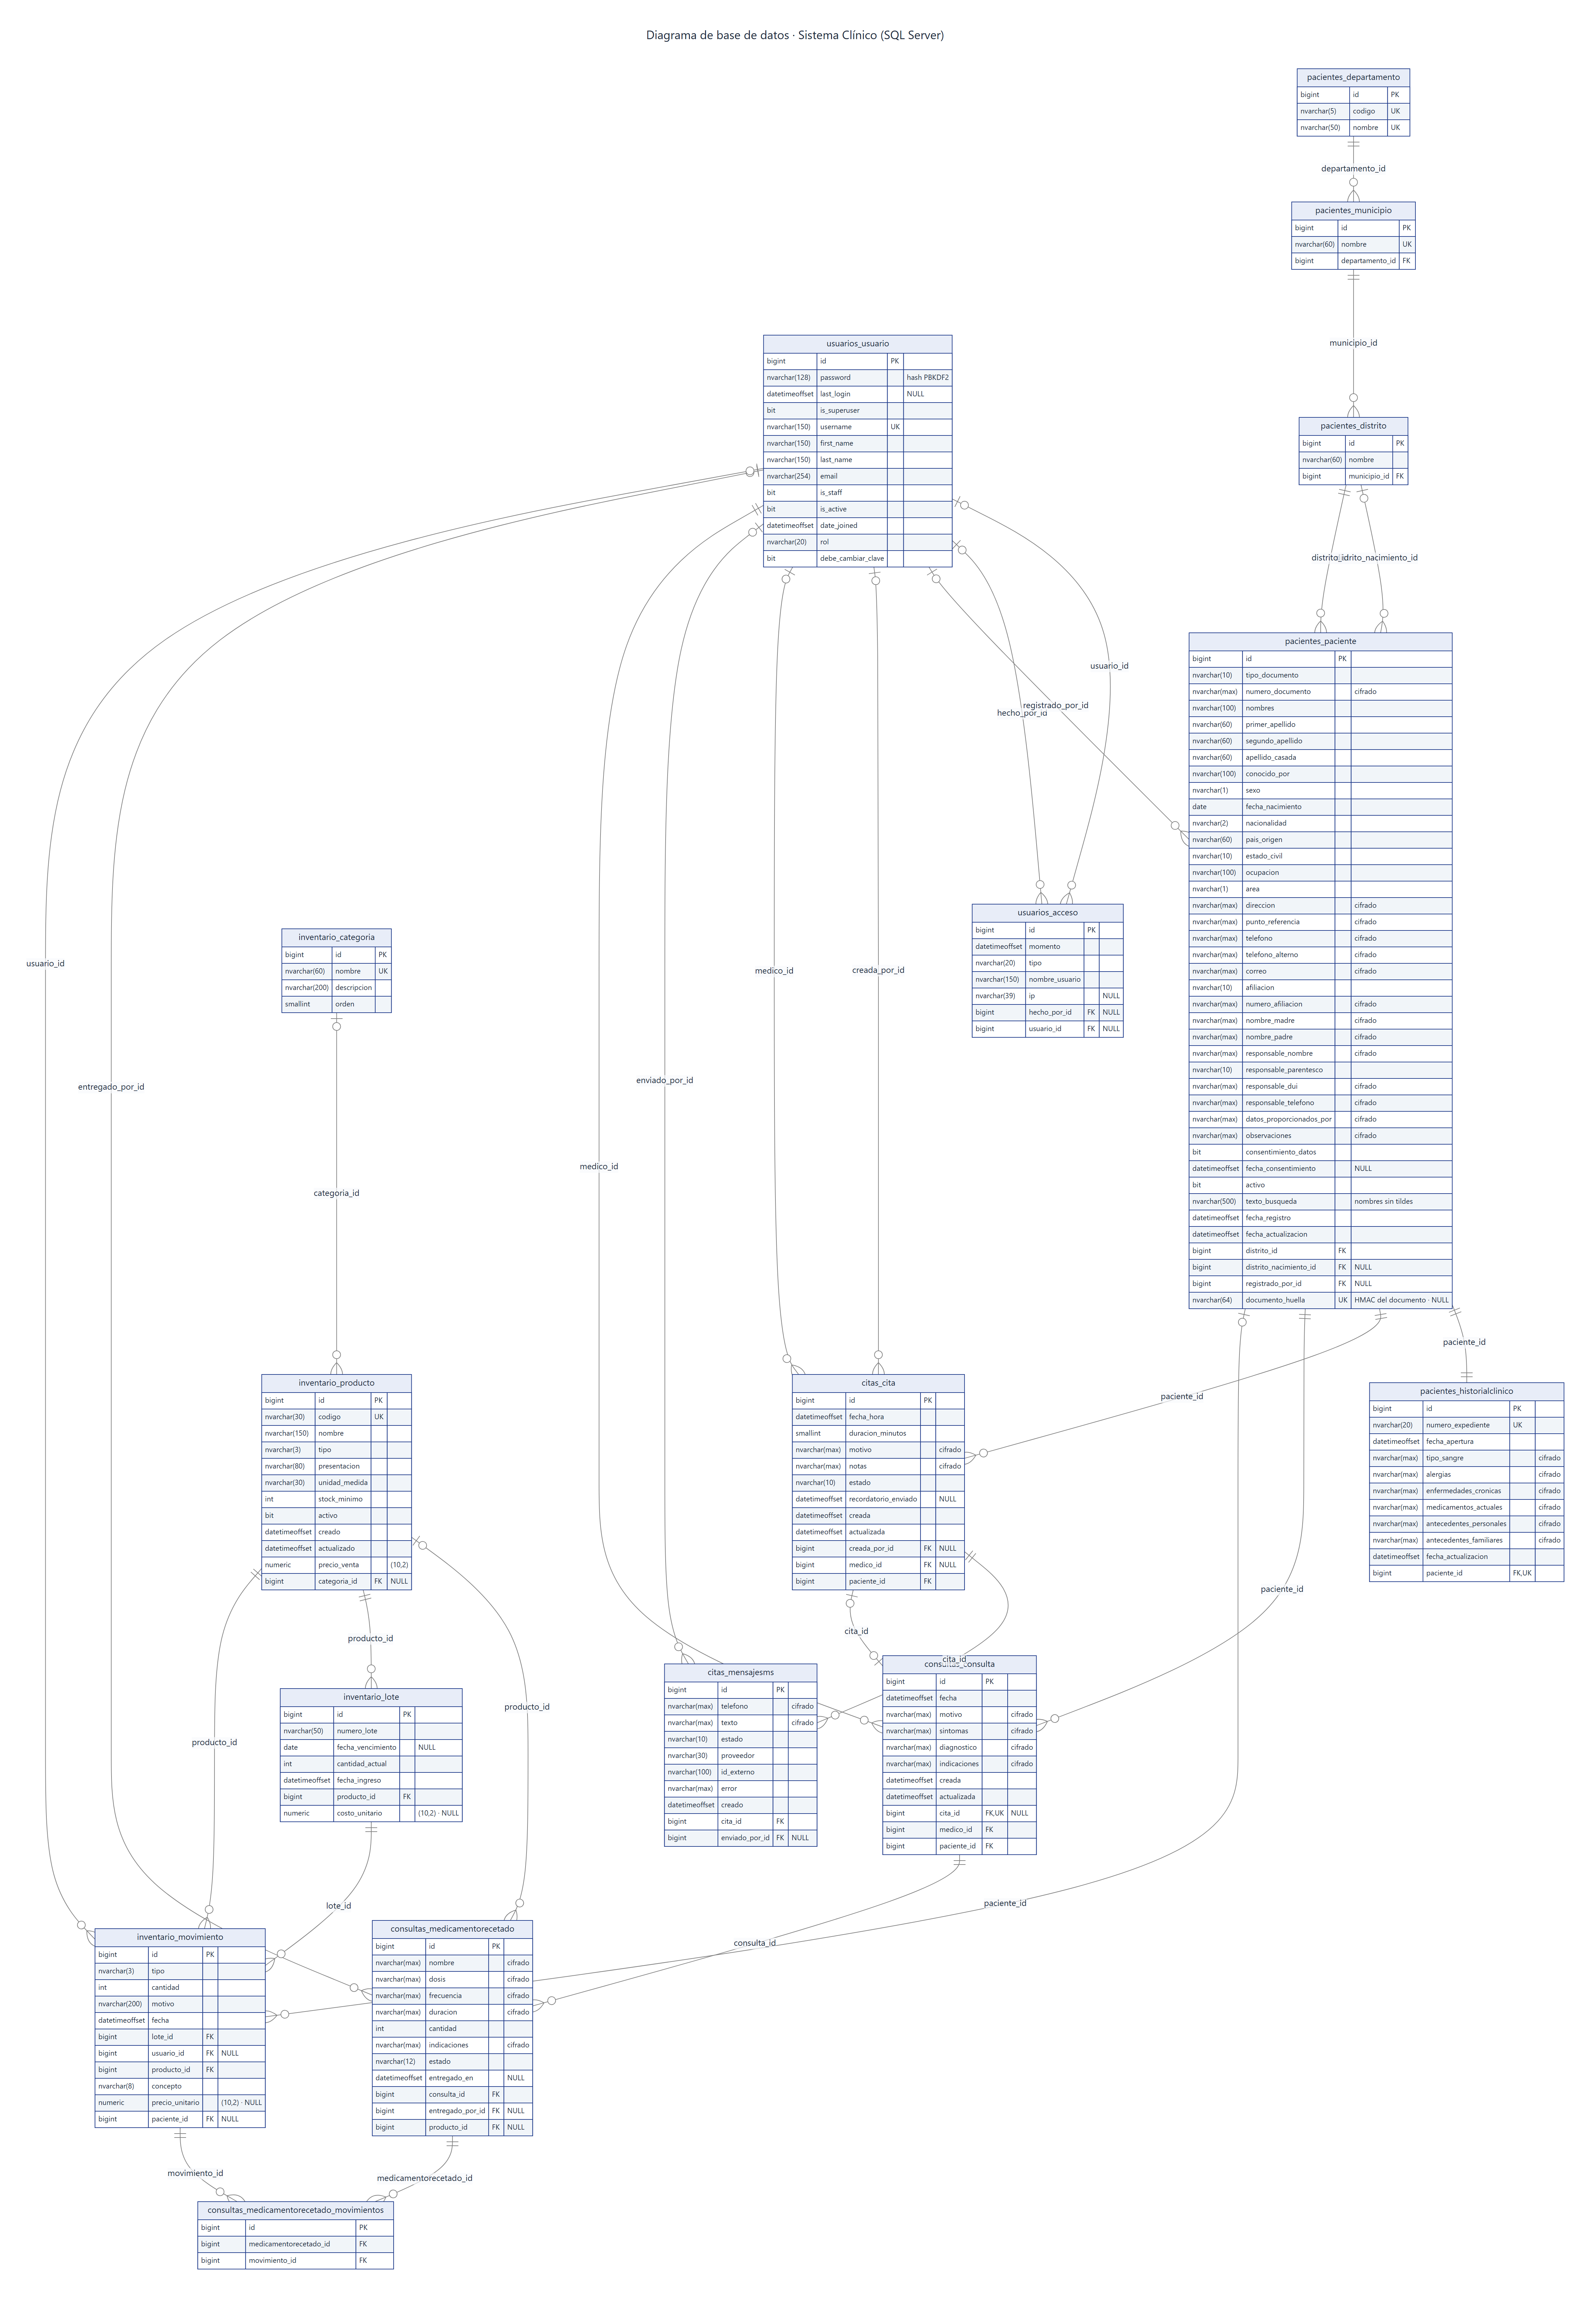 Diagrama de base de datos · Sistema Clínico (SQL Server)
pacientes_departamento
bigint id PK
nvarchar(5) codigo UK
nvarchar(50) nombre UK
departamento_id
pacientes_municipio
bigint id PK
nvarchar(60) nombre UK
bigint departamento_id FK
municipio_id
usuarios_usuario
bigint id PK
nvarchar(128) password hash PBKDF2
datetimeoffset last_login NULL
bit is_superuser
nvarchar(150) username UK
nvarchar(150) first_name
nvarchar(150) last_name
nvarchar(254) email
bit is_staff
bit is_active
datetimeoffset date_joined
nvarchar(20) rol
bit debe_cambiar_clave
pacientes_distrito
bigint id PK
nvarchar(60) nombre
bigint municipio_id FK
distrito_id
nacimiento_id
pacientes_paciente
bigint id PK
nvarchar(10) tipo_documento
nvarchar(max) numero_documento cifrado
nvarchar(100) nombres
nvarchar(60) primer_apellido
nvarchar(60) segundo_apellido
nvarchar(60) apellido_casada
nvarchar(100) conocido_por
nvarchar(1) sexo
date fecha_nacimiento
nvarchar(2) nacionalidad
nvarchar(60) pais_origen
nvarchar(10) estado_civil
nvarchar(100) ocupacion
nvarchar(1) area
nvarchar(max) direccion cifrado
nvarchar(max) punto_referencia cifrado
nvarchar(max) telefono cifrado
nvarchar(max) telefono_alterno cifrado
nvarchar(max) correo cifrado
nvarchar(10) afiliacion
nvarchar(max) numero_afiliacion cifrado
nvarchar(max) nombre_madre cifrado
nvarchar(max) nombre_padre cifrado
nvarchar(max) responsable_nombre cifrado
nvarchar(10) responsable_parentesco
nvarchar(max) responsable_dui cifrado
nvarchar(max) responsable_telefono cifrado
nvarchar(max) datos_proporcionados_por cifrado
nvarchar(max) observaciones cifrado
bit consentimiento_datos
datetimeoffset fecha_consentimiento NULL
bit activo
nvarchar(500) texto_busqueda nombres sin tildes
datetimeoffset fecha_registro
datetimeoffset fecha_actualizacion
bigint distrito_id FK
bigint distrito_nacimiento_id FK NULL
bigint registrado_por_id FK NULL
nvarchar(64) documento_huella UK HMAC del documento · NULL
usuario_id
registrado_por_id
hecho_por_id
usuarios_acceso
bigint id PK
datetimeoffset momento
nvarchar(20) tipo
nvarchar(150) nombre_usuario
nvarchar(39) ip NULL
bigint hecho_por_id FK NULL
bigint usuario_id FK NULL
inventario_categoria
bigint id PK
nvarchar(60) nombre UK
nvarchar(200) descripcion
smallint orden
usuario_id
medico_id
creada_por_id
enviado_por_id
entregado_por_id
medico_id
categoria_id
paciente_id
paciente_id
inventario_producto
bigint id PK
nvarchar(30) codigo UK
nvarchar(150) nombre
nvarchar(3) tipo
nvarchar(80) presentacion
nvarchar(30) unidad_medida
int stock_minimo
bit activo
datetimeoffset creado
datetimeoffset actualizado
numeric precio_venta (10,2)
bigint categoria_id FK NULL
citas_cita
bigint id PK
datetimeoffset fecha_hora
smallint duracion_minutos
nvarchar(max) motivo cifrado
nvarchar(max) notas cifrado
nvarchar(10) estado
datetimeoffset recordatorio_enviado NULL
datetimeoffset creada
datetimeoffset actualizada
bigint creada_por_id FK NULL
bigint medico_id FK NULL
bigint paciente_id FK
pacientes_historialclinico
bigint id PK
nvarchar(20) numero_expediente UK
datetimeoffset fecha_apertura
nvarchar(max) tipo_sangre cifrado
nvarchar(max) alergias cifrado
nvarchar(max) enfermedades_cronicas cifrado
nvarchar(max) medicamentos_actuales cifrado
nvarchar(max) antecedentes_personales cifrado
nvarchar(max) antecedentes_familiares cifrado
datetimeoffset fecha_actualizacion
bigint paciente_id FK,UK
paciente_id
producto_id
cita_id
cita_id
inventario_lote
bigint id PK
nvarchar(50) numero_lote
date fecha_vencimiento NULL
int cantidad_actual
datetimeoffset fecha_ingreso
bigint producto_id FK
numeric costo_unitario (10,2) · NULL
citas_mensajesms
bigint id PK
nvarchar(max) telefono cifrado
nvarchar(max) texto cifrado
nvarchar(10) estado
nvarchar(30) proveedor
nvarchar(100) id_externo
nvarchar(max) error
datetimeoffset creado
bigint cita_id FK
bigint enviado_por_id FK NULL
consultas_consulta
bigint id PK
datetimeoffset fecha
nvarchar(max) motivo cifrado
nvarchar(max) sintomas cifrado
nvarchar(max) diagnostico cifrado
nvarchar(max) indicaciones cifrado
datetimeoffset creada
datetimeoffset actualizada
bigint cita_id FK,UK NULL
bigint medico_id FK
bigint paciente_id FK
producto_id
producto_id
lote_id
paciente_id
consulta_id
inventario_movimiento
bigint id PK
nvarchar(3) tipo
int cantidad
nvarchar(200) motivo
datetimeoffset fecha
bigint lote_id FK
bigint usuario_id FK NULL
bigint producto_id FK
nvarchar(8) concepto
numeric precio_unitario (10,2) · NULL
bigint paciente_id FK NULL
consultas_medicamentorecetado
bigint id PK
nvarchar(max) nombre cifrado
nvarchar(max) dosis cifrado
nvarchar(max) frecuencia cifrado
nvarchar(max) duracion cifrado
int cantidad
nvarchar(max) indicaciones cifrado
nvarchar(12) estado
datetimeoffset entregado_en NULL
bigint consulta_id FK
bigint entregado_por_id FK NULL
bigint producto_id FK NULL
movimiento_id
medicamentorecetado_id
consultas_medicamentorecetado_movimientos
bigint id PK
bigint medicamentorecetado_id FK
bigint movimiento_id FK